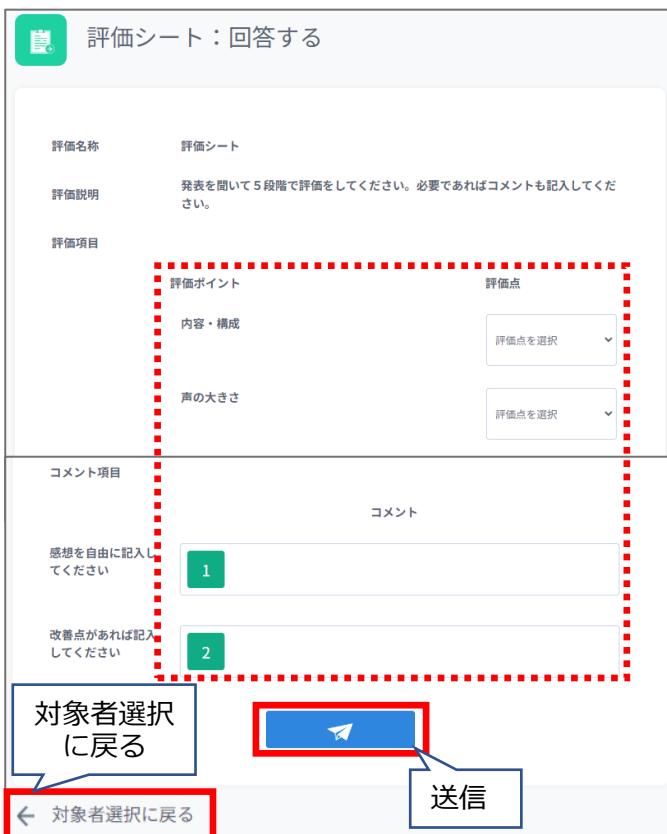 評価シート：回答する
評価名称
評価シート
評価説明
発表を聞いて５段階で評価をしてください。必要であればコメントも記入してくだ
さい。
評価項目
評価ポイント
評価点
内容・構成
評価点を選択
声の大きさ
評価点を選択
コメント項目
コメント
感想を自由に記入し
てください
1
改善点があれば記入
してください
2
対象者選択
に戻る
送信
対象者選択に戻る